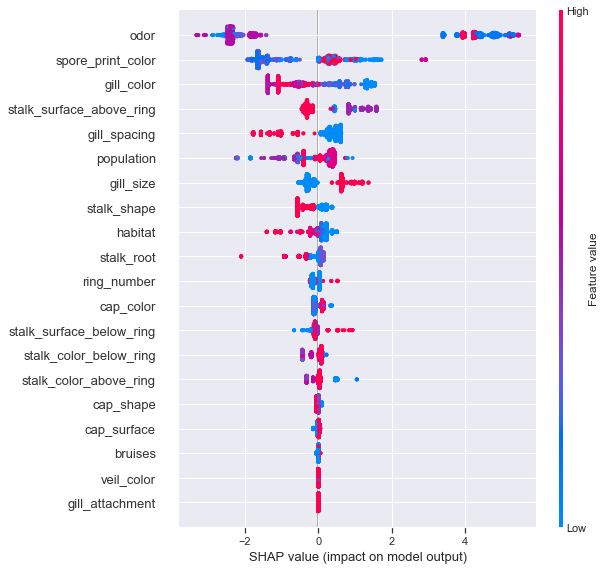 High
odor
spore_print_color
gill_color
stalk_surface_above_ring
gill_spacing
population
gill_size
stalk_shape
habitat
stalk_root
ring_number
cap_color
stalk_surface_below_ring
stalk_color_below_ring
stalk_color_above_ring
cap_shape
cap_surface
bruises
veil_color
gill_attachment
Feature value
Low
−2 0 2 4
SHAP value (impact on model output)